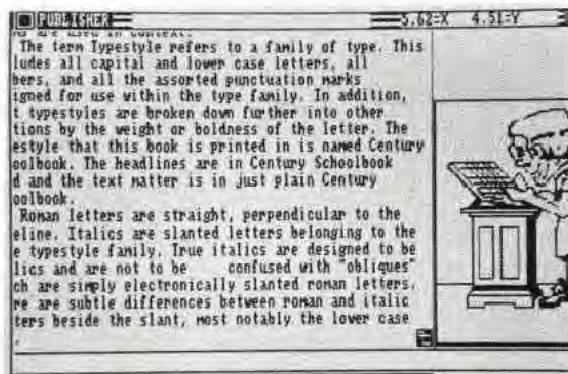 PUBLISHER 5.62=X 4.51=Y
ns are used in context.
The term Typestyle refers to a family of type. This
ludes all capital and lower case letters, all
bers, and all the assorted punctuation marks
igned for use within the type family. In addition,
t typestyles are broken down further into other
tions by the weight or boldness of the letter. The
estyle that this book is printed in is named Century
oolbook. The headlines are in Century Schoolbook
d and the text matter is in just plain Century
oolbook.
Roman letters are straight, perpendicular to the
eline. Italics are slanted letters belonging to the
e typestyle family. True italics are designed to be
lics and are not to be confused with "obliques"
ch are simply electronically slanted roman letters.
re are subtle differences between roman and italic
ters beside the slant, most notably the lower case
.